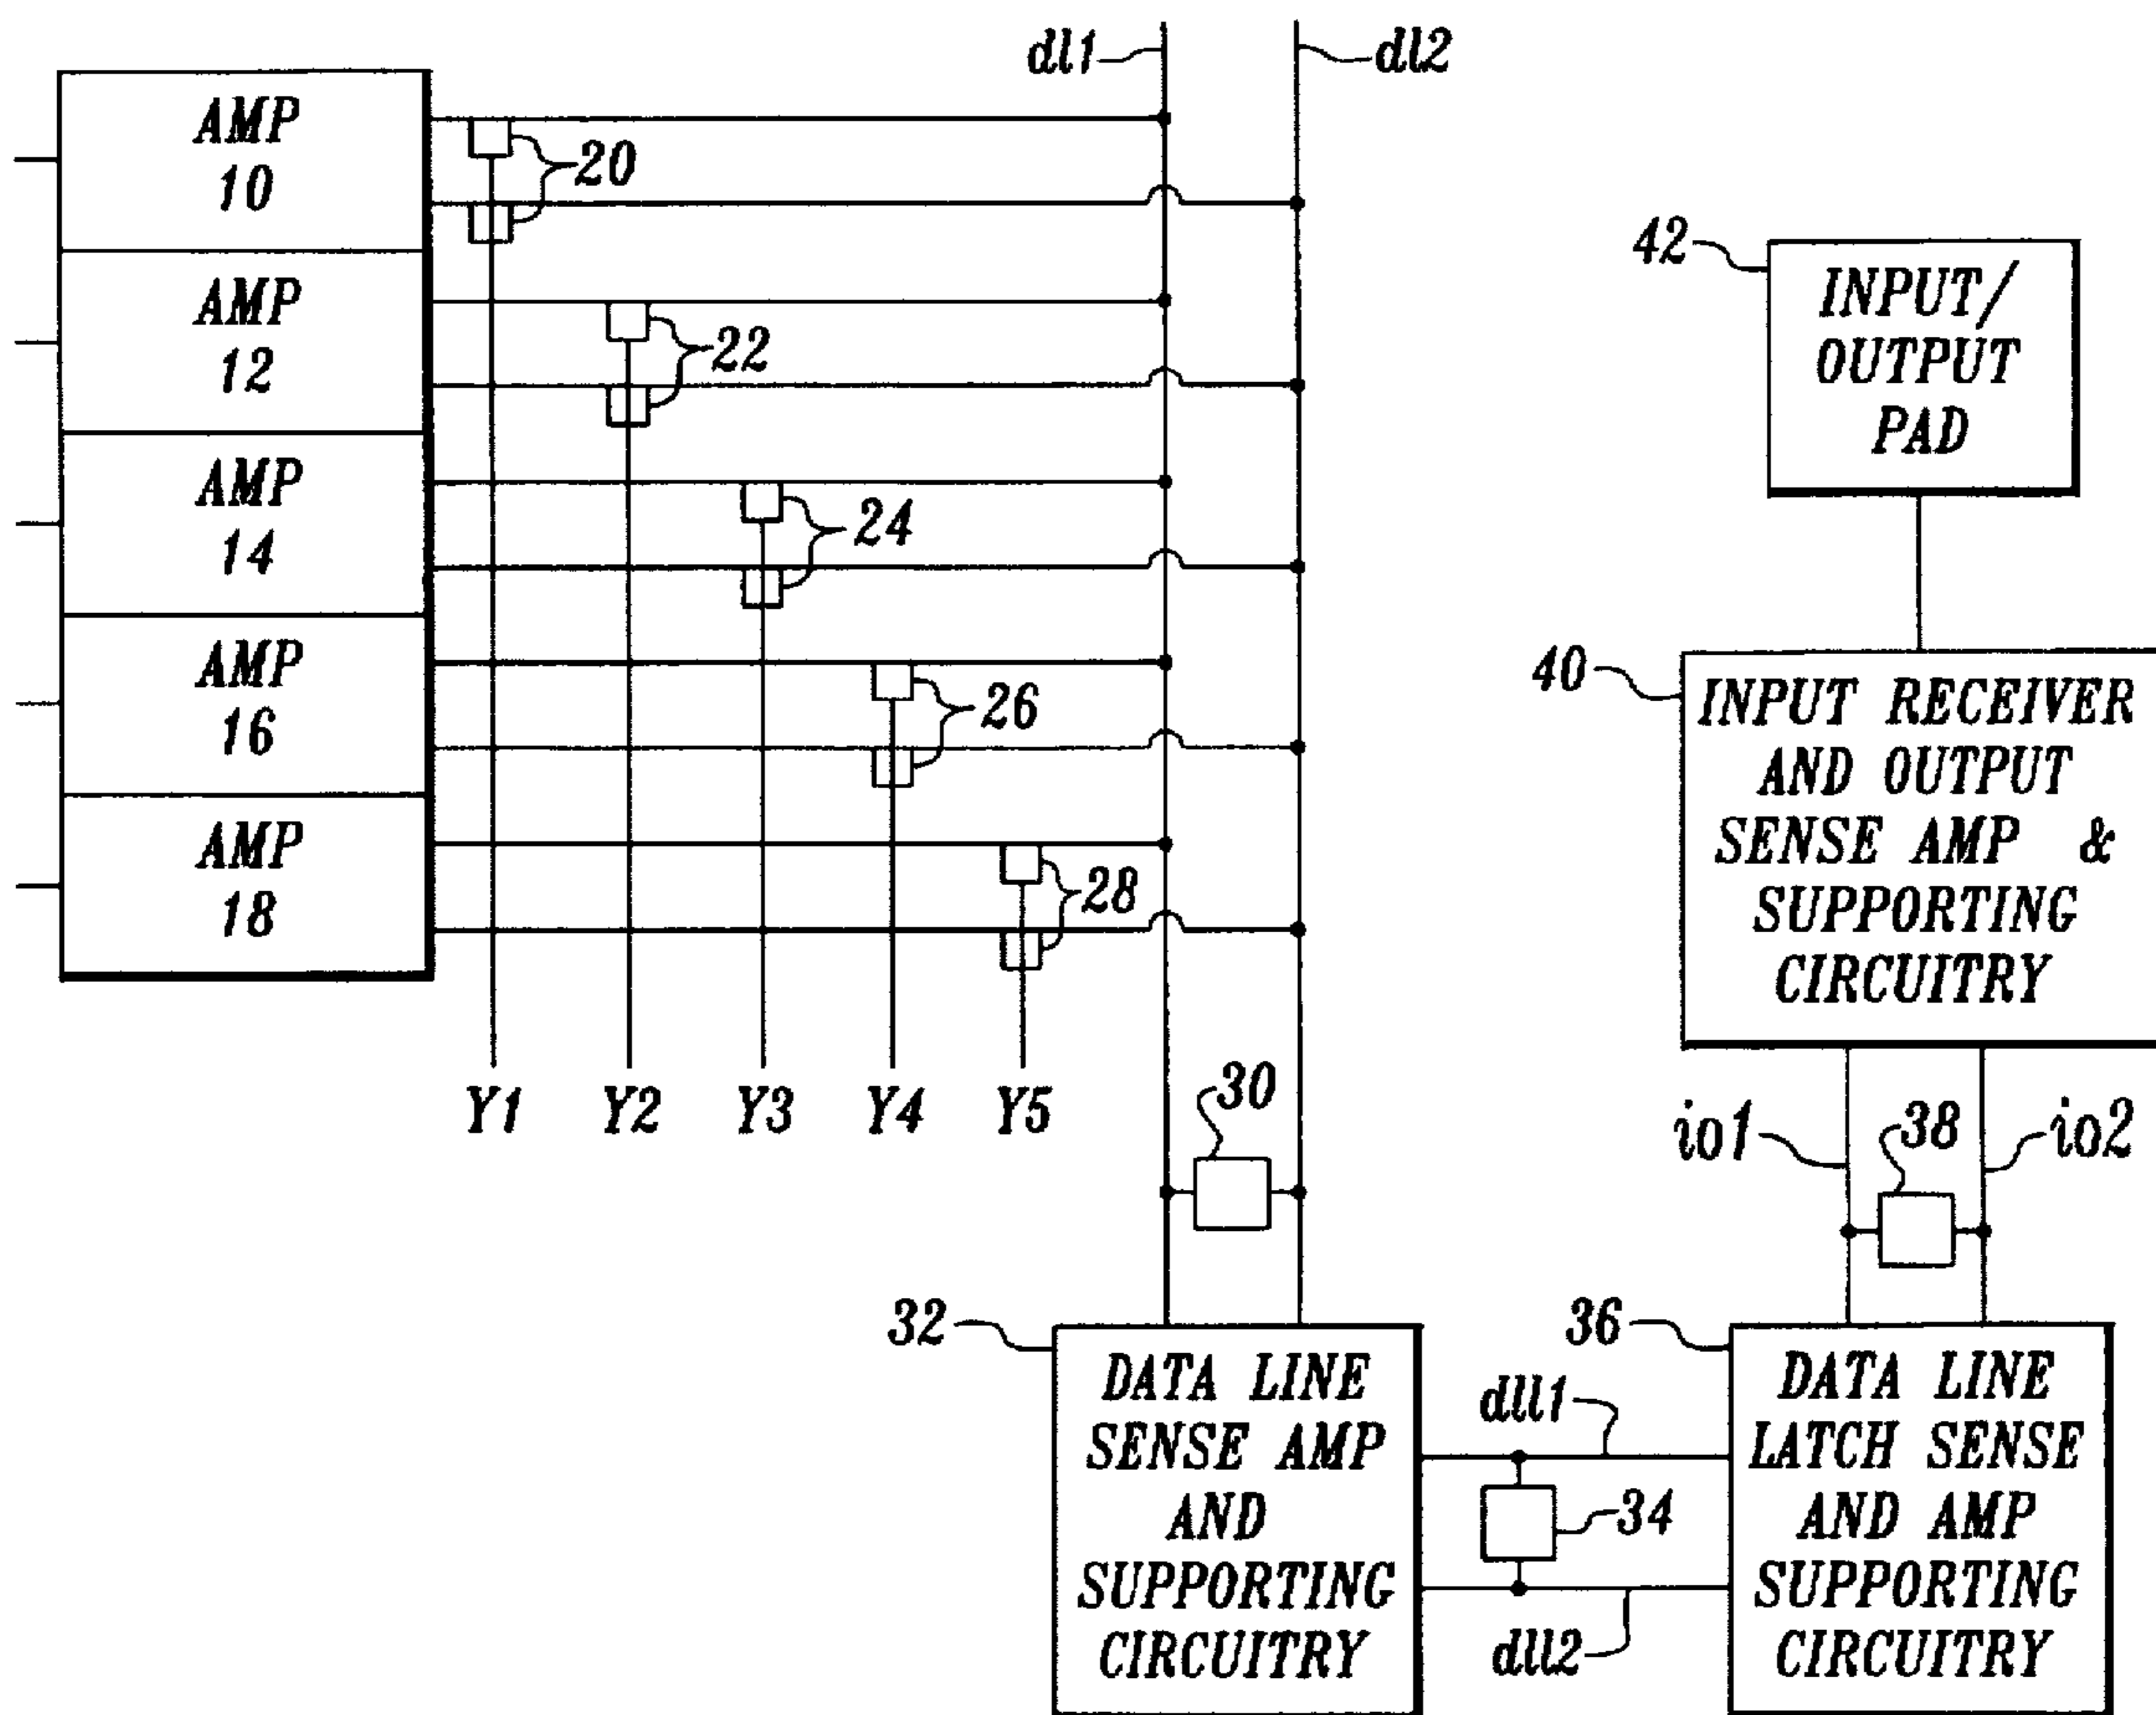 dl1
dl2
AMP
10
20
AMP
12
22
AMP
14
24
AMP
16
26
AMP
18
28
Y1 Y2 Y3 Y4 Y5
30
32
DATA LINE
SENSE AMP
AND
SUPPORTING
CIRCUITRY
dll1
34
dll2
42
INPUT/
OUTPUT
PAD
40
INPUT RECEIVER
AND OUTPUT
SENSE AMP &
SUPPORTING
CIRCUITRY
io1
38
io2
36
DATA LINE
LATCH SENSE
AND AMP
SUPPORTING
CIRCUITRY